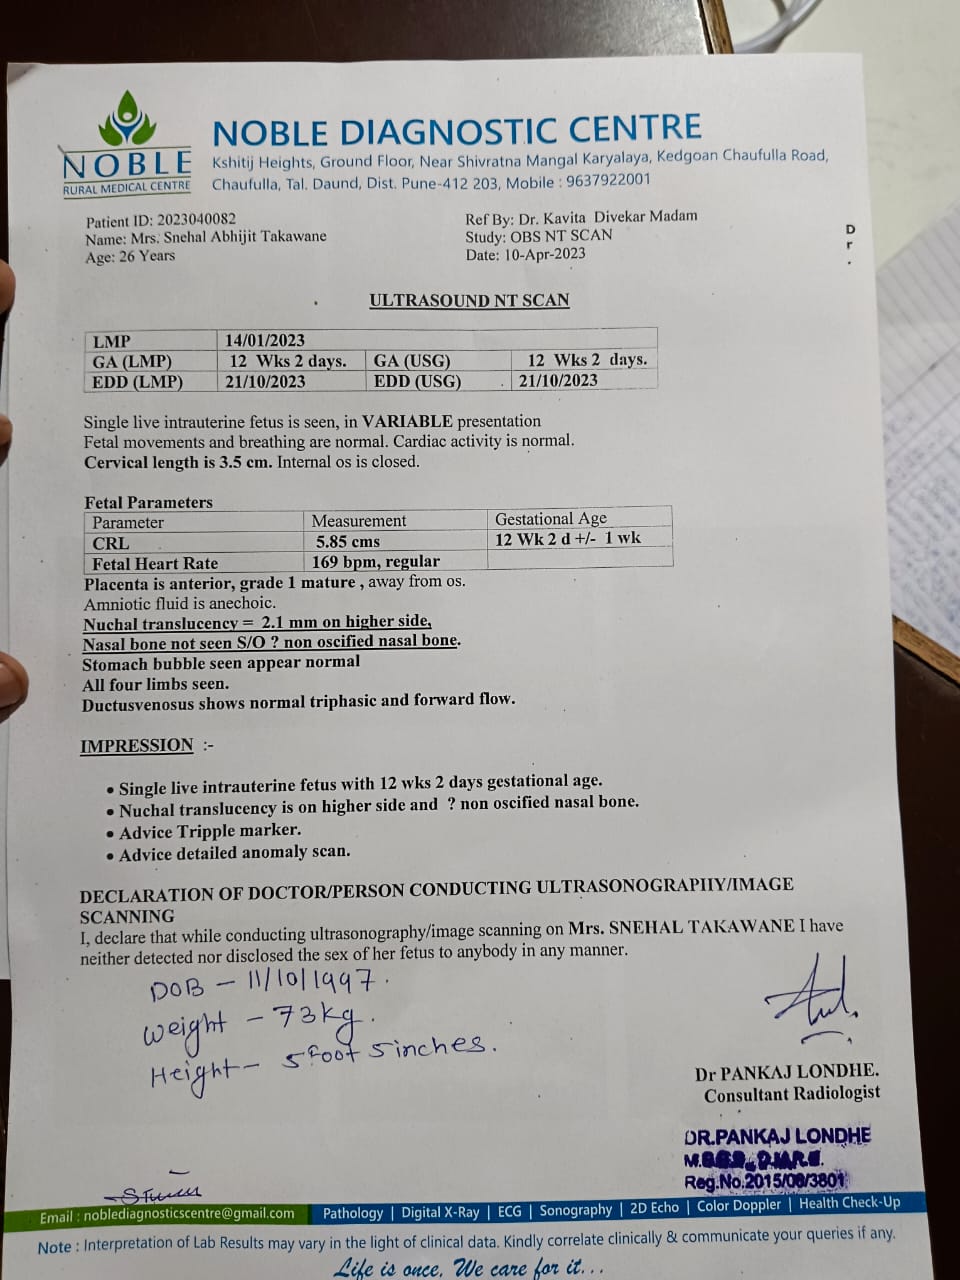 NOBLE
RURAL MEDICAL CENTRE
NOBLE DIAGNOSTIC CENTRE
Kshitij Heights, Ground Floor, Near Shivratna Mangal Karyalaya, Kedgoan Chaufulla Road,
Chaufulla, Tal. Daund, Dist. Pune-412 203, Mobile : 9637922001
Patient ID: 2023040082 Ref By: Dr. Kavita Divekar Madam
Name: Mrs. Snehal Abhijit Takawane Study: OBS NT SCAN
Age: 26 Years Date: 10-Apr-2023
D
r
.
ULTRASOUND NT SCAN
LMP 14/01/2023
GA (LMP) 12 Wks 2 days. GA (USG) 12 Wks 2 days.
EDD (LMP) 21/10/2023 EDD (USG) 21/10/2023
Single live intrauterine fetus is seen, in VARIABLE presentation
Fetal movements and breathing are normal. Cardiac activity is normal.
Cervical length is 3.5 cm. Internal os is closed.
Fetal Parameters
Parameter Measurement Gestational Age
CRL 5.85 cms 12 Wk 2 d +/- 1 wk
Fetal Heart Rate 169 bpm, regular
Placenta is anterior, grade 1 mature , away from os.
Amniotic fluid is anechoic.
Nuchal translucency = 2.1 mm on higher side,
Nasal bone not seen S/O ? non oscified nasal bone.
Stomach bubble seen appear normal
All four limbs seen.
Ductusvenosus shows normal triphasic and forward flow.
IMPRESSION :-
• Single live intrauterine fetus with 12 wks 2 days gestational age.
• Nuchal translucency is on higher side and ? non oscified nasal bone.
• Advice Tripple marker.
• Advice detailed anomaly scan.
DECLARATION OF DOCTOR/PERSON CONDUCTING ULTRASONOGRAPHY/IMAGE
SCANNING
I, declare that while conducting ultrasonography/image scanning on Mrs. SNEHAL TAKAWANE I have
neither detected nor disclosed the sex of her fetus to anybody in any manner.
DOB - 11/10/1997.
weight - 73kg.
Height - 5 foot 5 inches.
Dr PANKAJ LONDHE.
Consultant Radiologist
DR.PANKAJ LONDHE
Reg.No.2015/08/3801
Email : noblediagnosticscentre@gmail.com Pathology | Digital X-Ray | ECG | Sonography | 2D Echo | Color Doppler | Health Check-Up
Note : Interpretation of Lab Results may vary in the light of clinical data. Kindly correlate clinically & communicate your queries if any.
Life is once, We care for it...